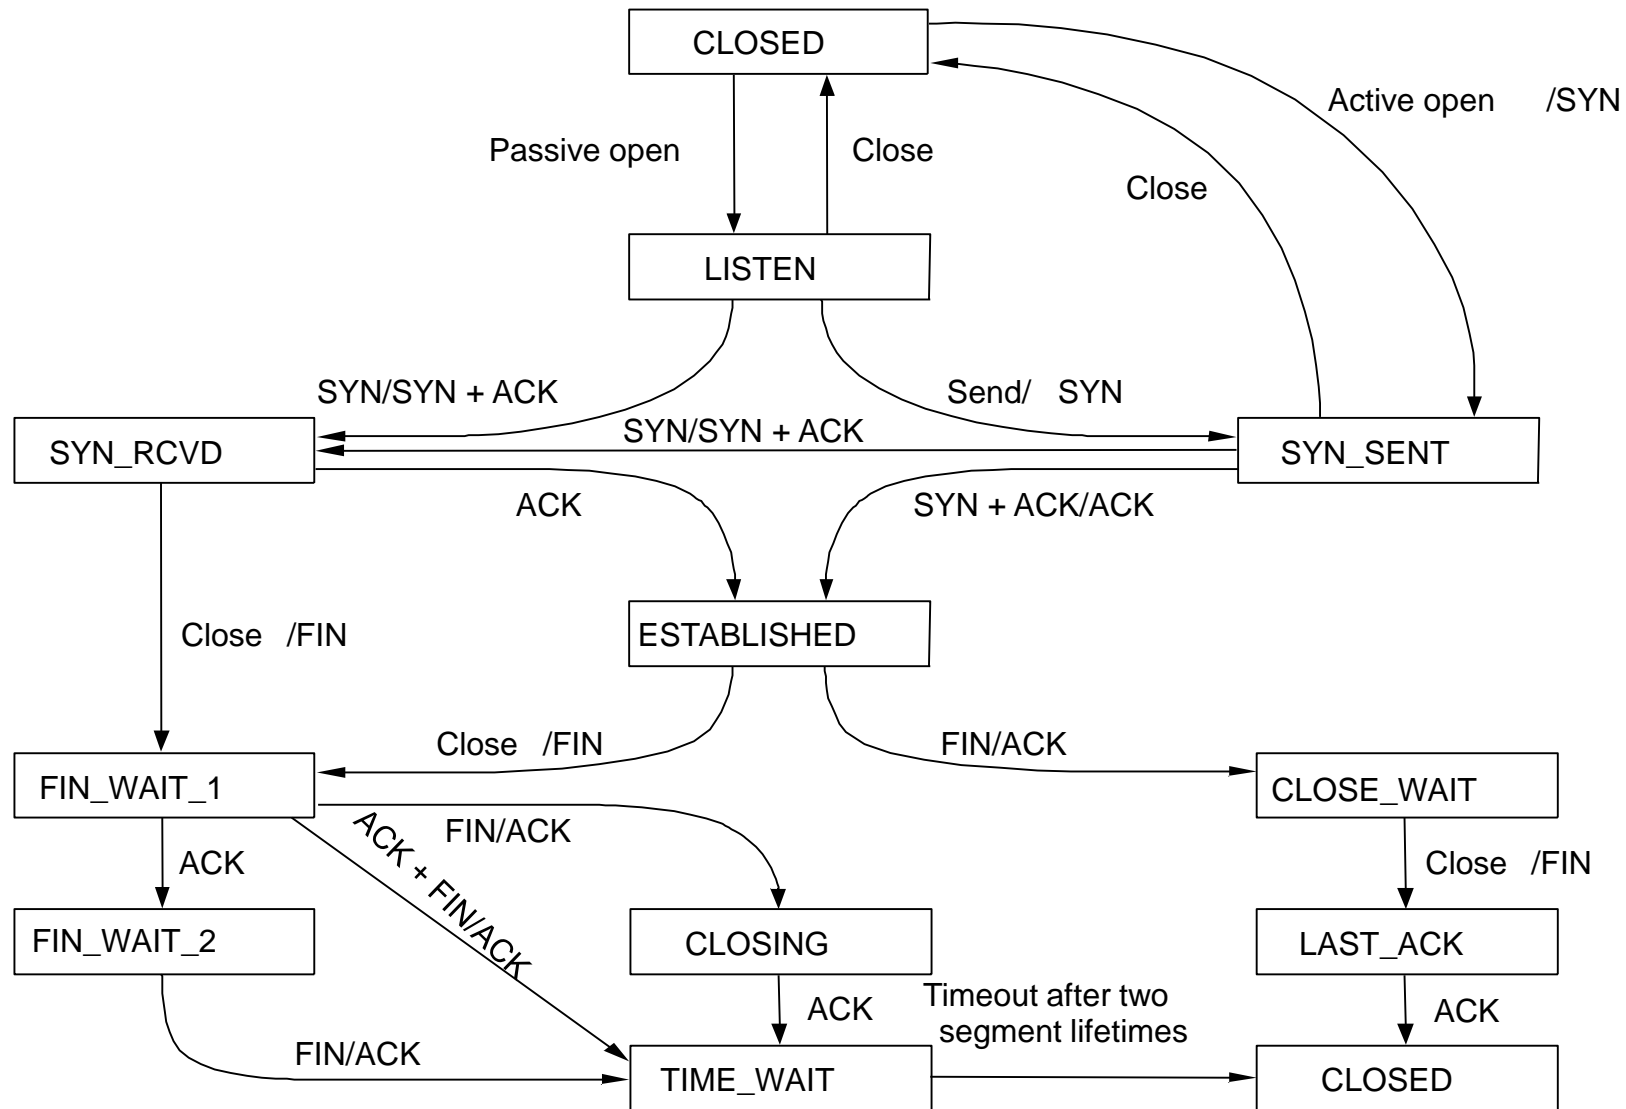 CLOSED
Active open /SYN
Passive open
Close
Close
LISTEN
SYN/SYN + ACK
Send/ SYN
SYN/SYN + ACK
SYN_RCVD
SYN_SENT
ACK
SYN + ACK/ACK
Close /FIN
ESTABLISHED
Close /FIN
FIN/ACK
FIN_WAIT_1
CLOSE_WAIT
FIN/ACK
ACK + FIN/ACK
ACK
Close /FIN
FIN_WAIT_2
CLOSING
LAST_ACK
ACK
Timeout after two
segment lifetimes
ACK
FIN/ACK
TIME_WAIT
CLOSED